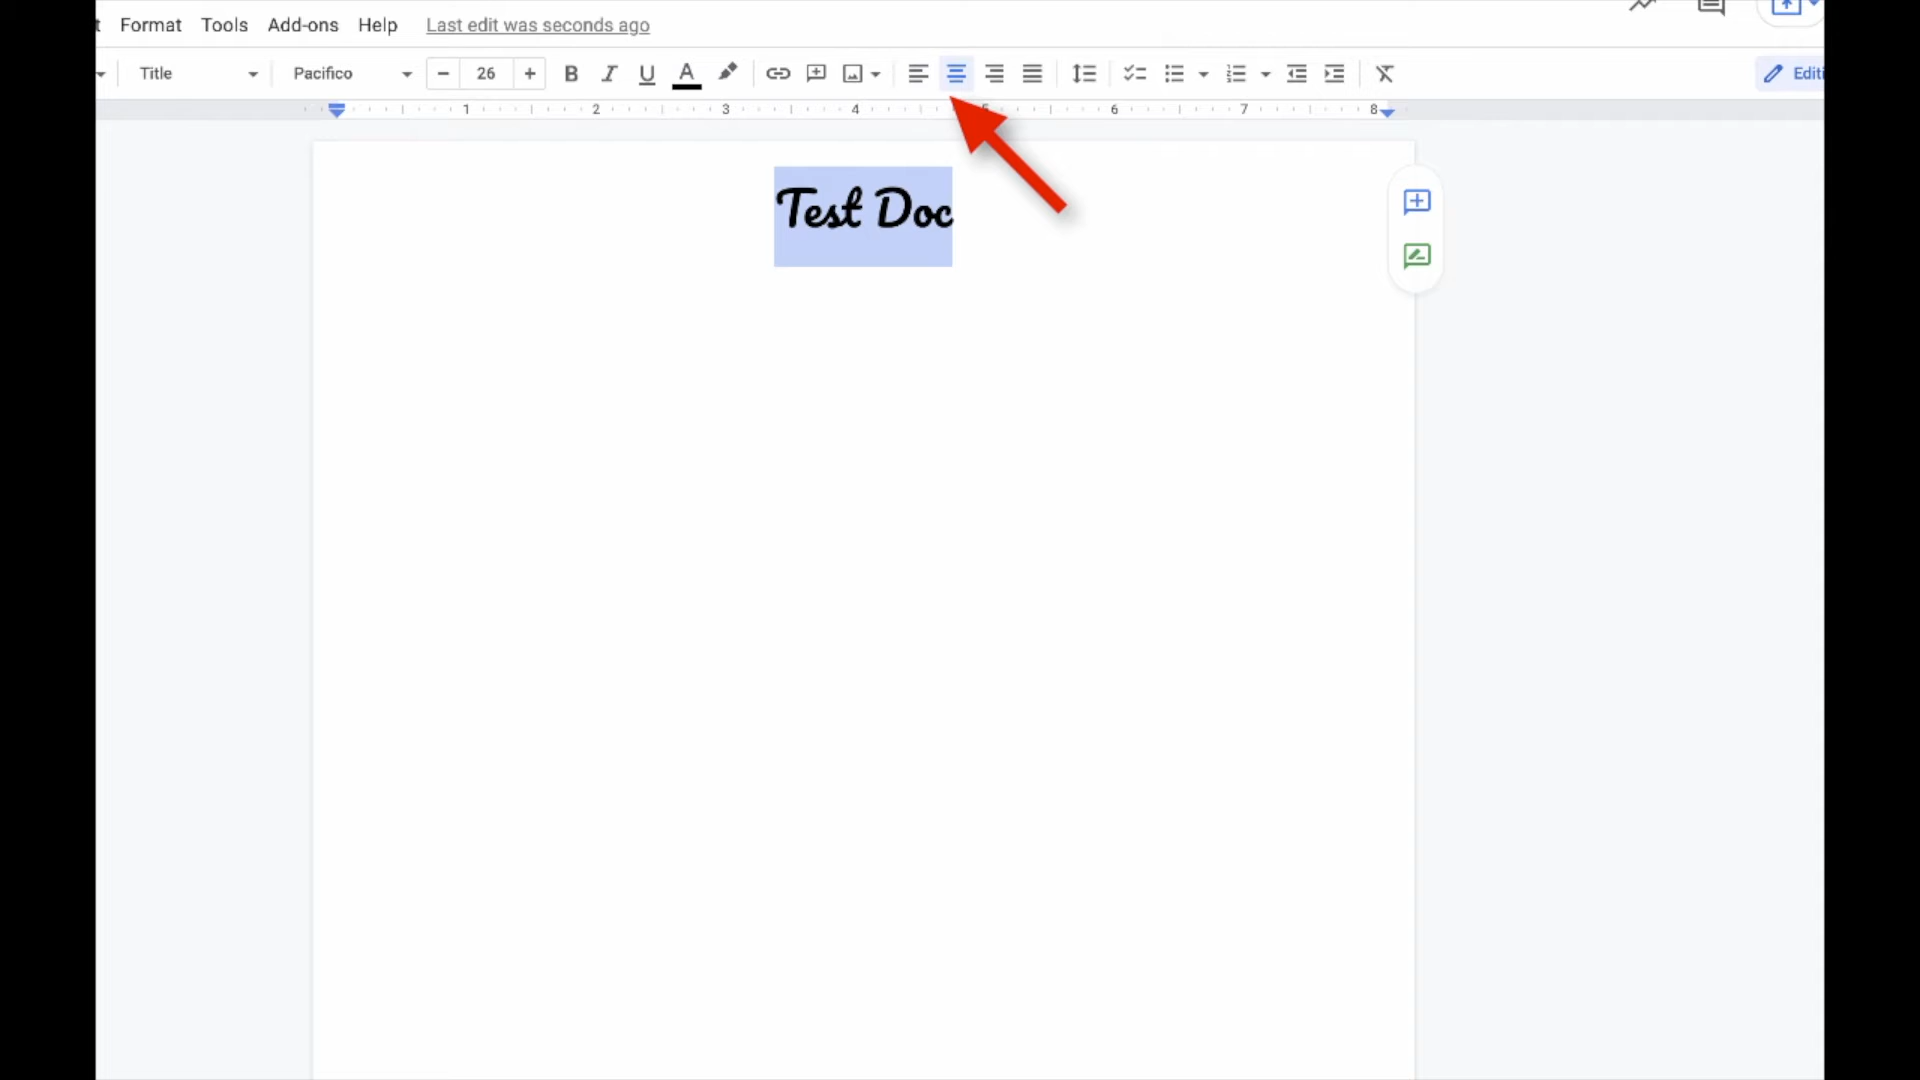 Format Tools Add-ons Help Last edit was seconds ago
Title Pacifico − 26 + B I U A
1 2 3 4 5 6 7 8
Test Doc